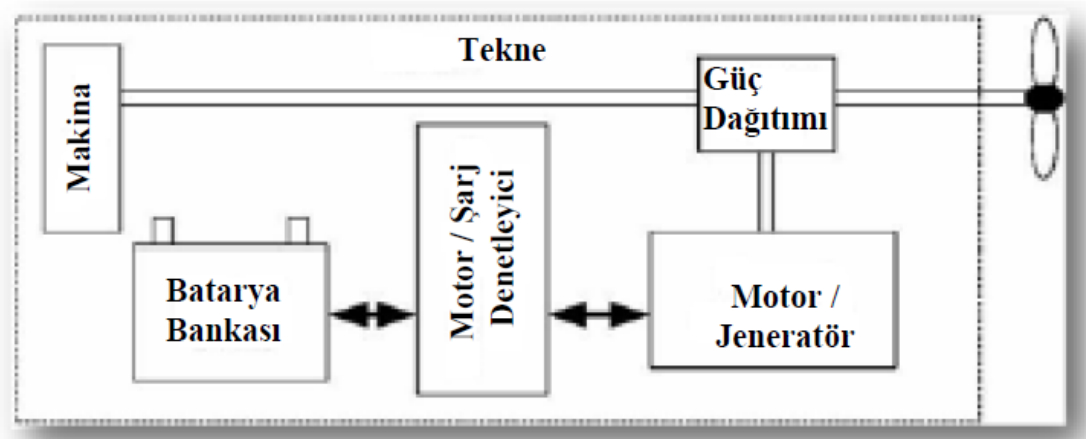 Tekne
Makina
Güç
Dağıtımı
Motor / Şarj
Denetleyici
Batarya
Bankası
Motor /
Jeneratör